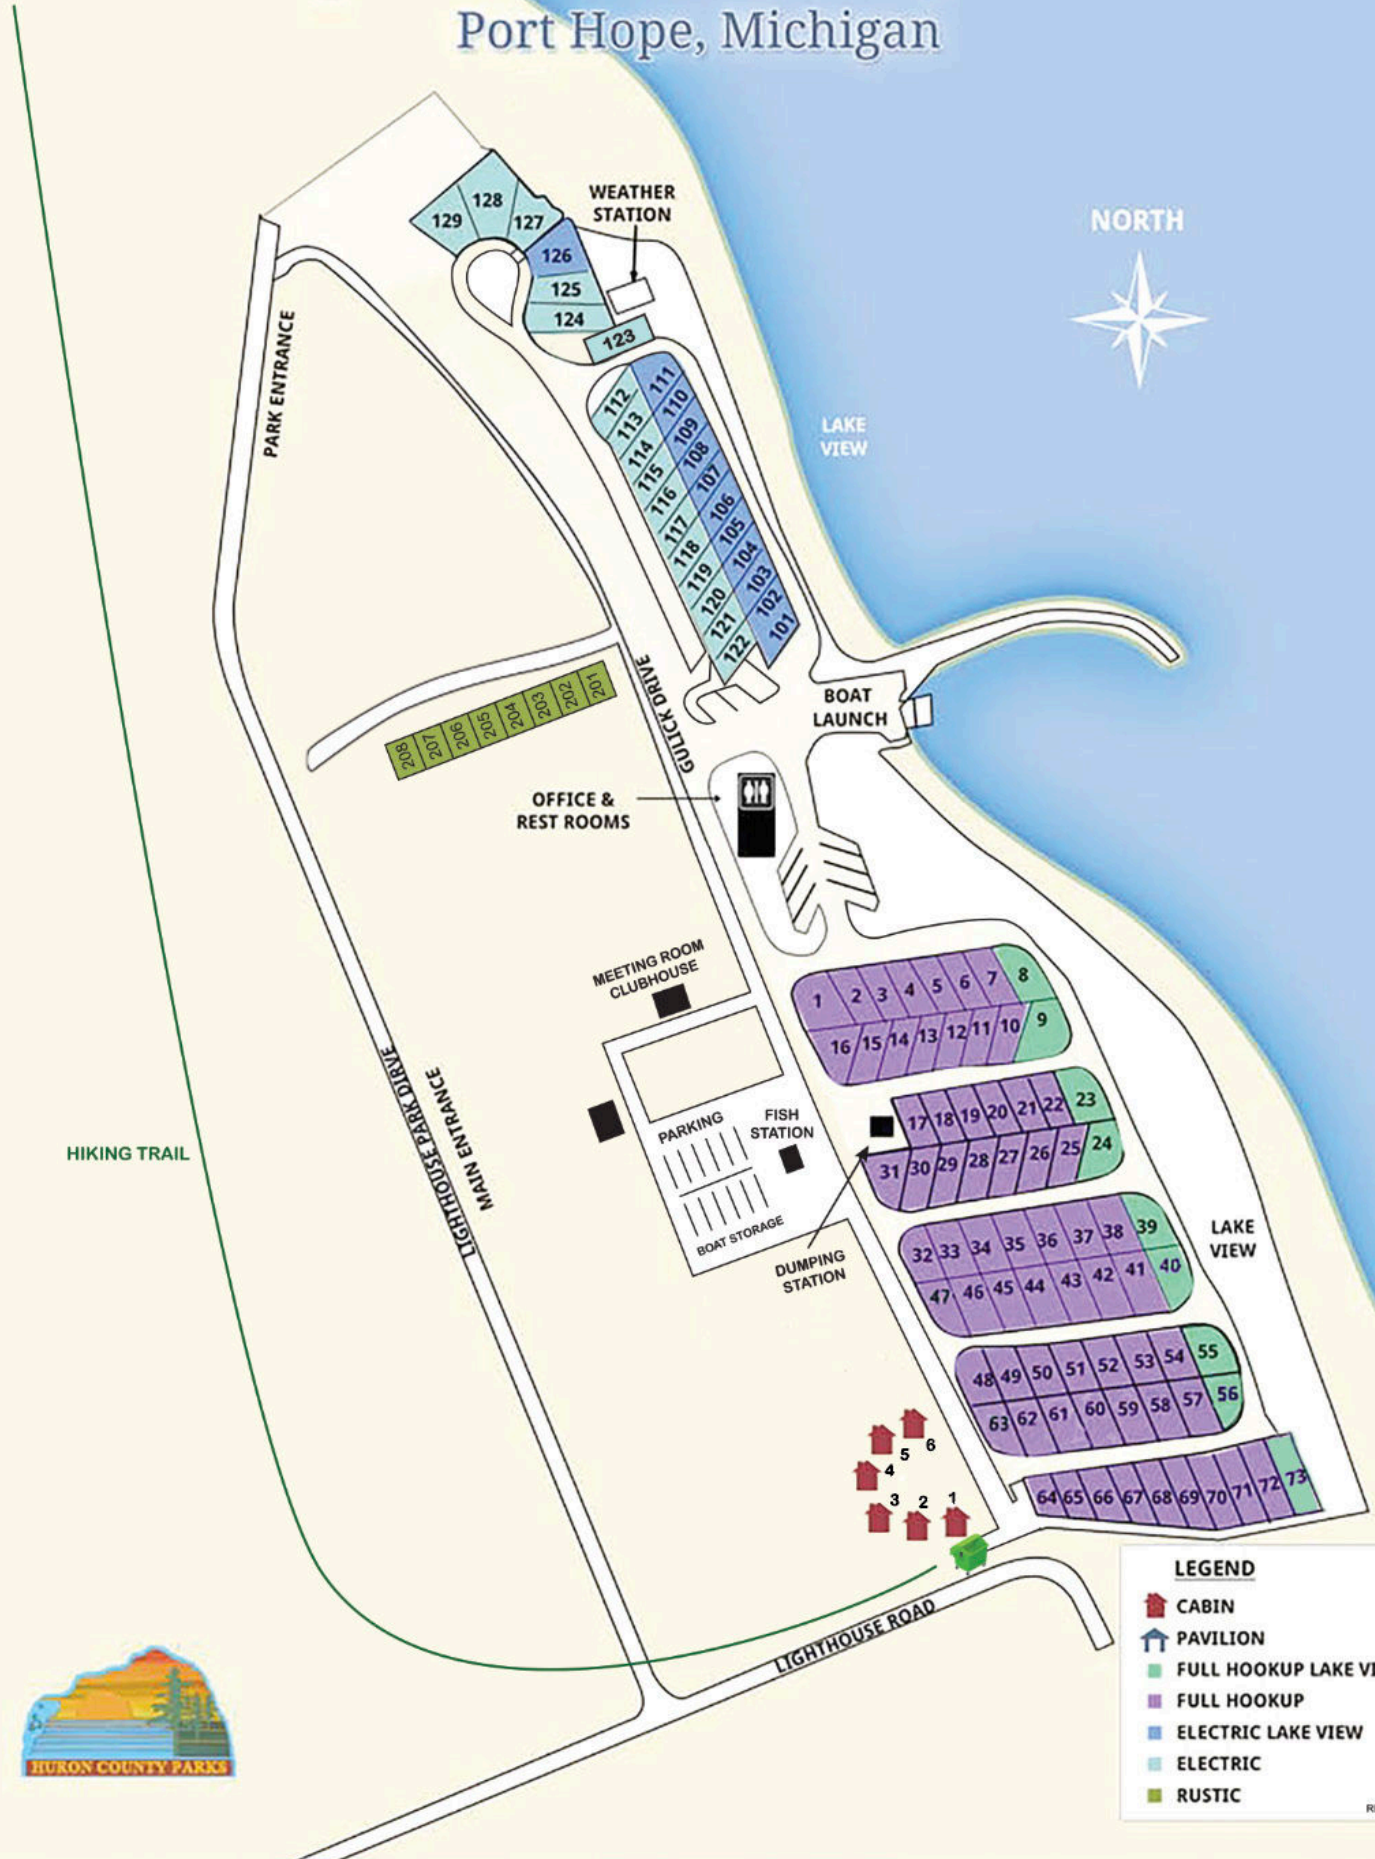 Port Hope, Michigan
WEATHER
STATION
NORTH
129
128
127
126
125
124
123
PARK ENTRANCE
LAKE
VIEW
112
111
113
110
114
109
115
108
116
107
117
106
118
105
119
104
120
103
121
102
122
101
GULICK DRIVE
BOAT
LAUNCH
208
207
206
205
204
203
202
201
OFFICE &
REST ROOMS
MEETING ROOM
CLUBHOUSE
1 2 3 4 5 6 7 8
16 15 14 13 12 11 10 9
PARKING
FISH
STATION
BOAT STORAGE
DUMPING
STATION
17 18 19 20 21 22 23
31 30 29 28 27 26 25 24
HIKING TRAIL
LIGHTHOUSE PARK DIRVE
MAIN ENTRANCE
32 33 34 35 36 37 38 39
47 46 45 44 43 42 41 40
LAKE
VIEW
48 49 50 51 52 53 54 55
63 62 61 60 59 58 57 56
64 65 66 67 68 69 70 71 72 73
6
5
4
3
2
1
LIGHTHOUSE ROAD
LEGEND
CABIN
PAVILION
FULL HOOKUP LAKE VI
FULL HOOKUP
ELECTRIC LAKE VIEW
ELECTRIC
RUSTIC
HURON COUNTY PARKS